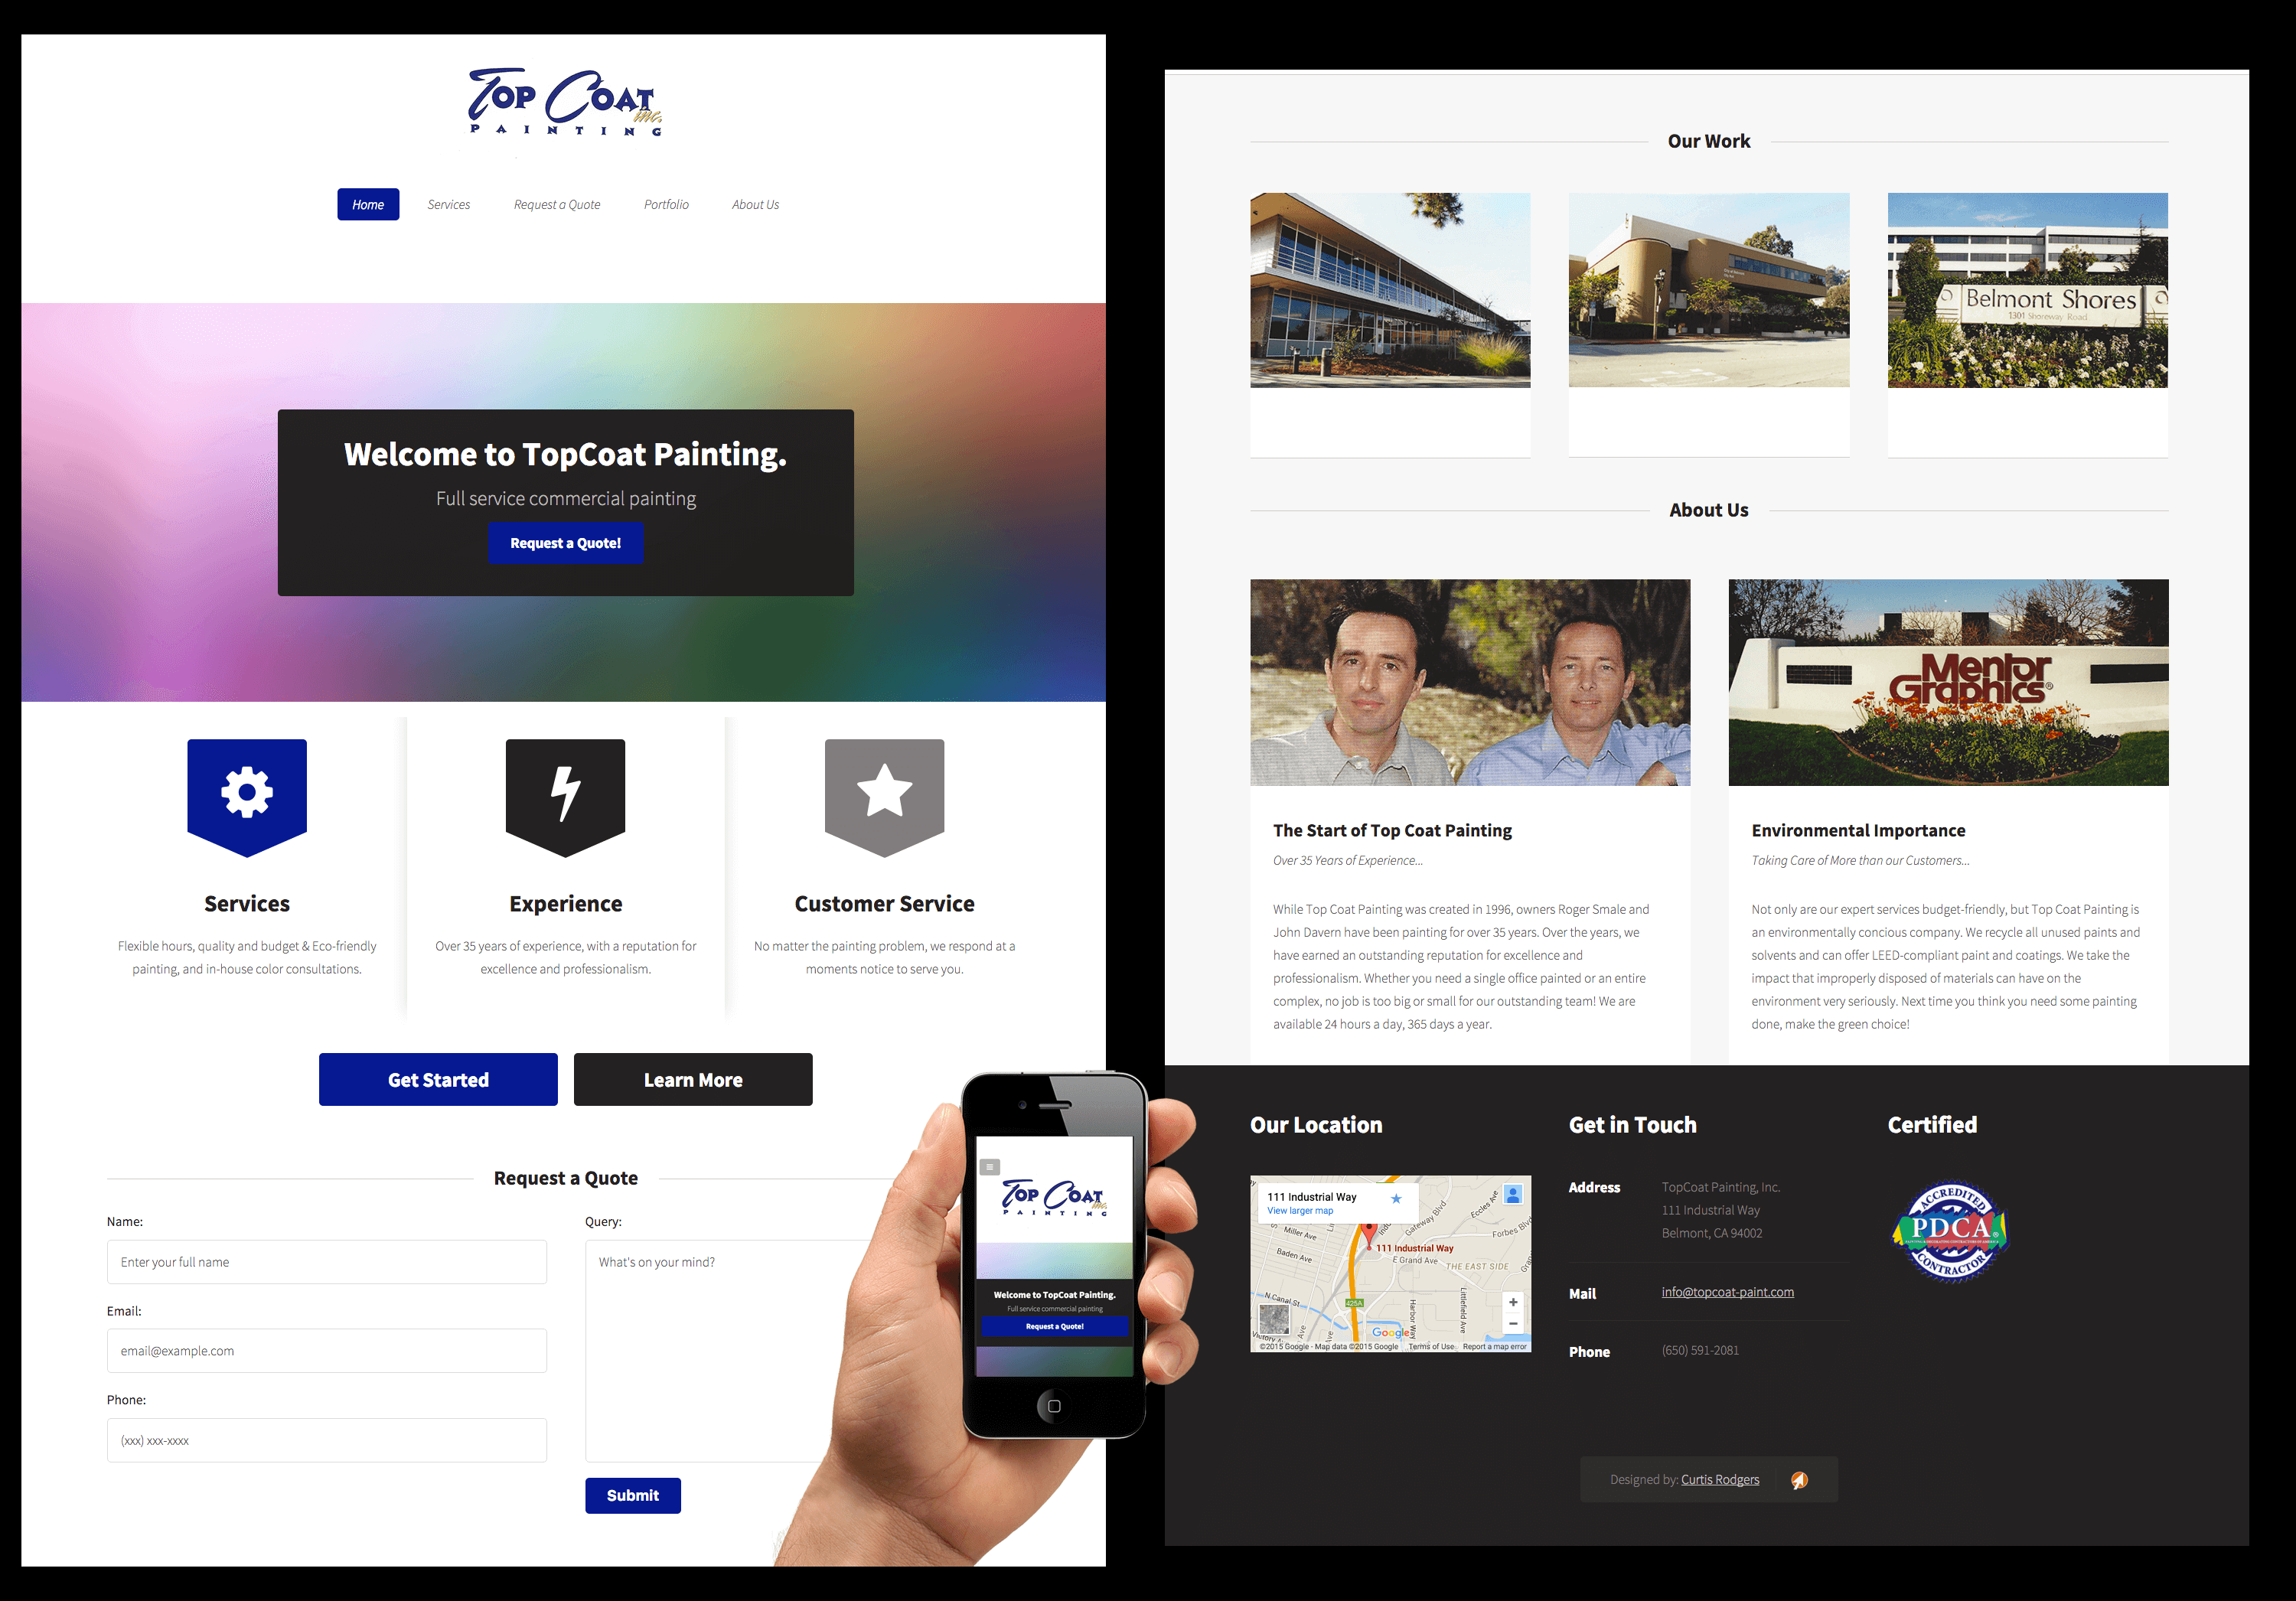 TOP COAT inc.
PAINTING
Home Services Request a Quote Portfolio About Us
Welcome to TopCoat Painting.
Full service commercial painting
Request a Quote!
Services
Flexible hours, quality and budget & Eco-friendly
painting, and in-house color consultations.
Experience
Over 35 years of experience, with a reputation for
excellence and professionalism.
Customer Service
No matter the painting problem, we respond at a
moments notice to serve you.
Get Started
Learn More
Request a Quote
Name:
Enter your full name
Email:
email@example.com
Phone:
(xxx) xxx-xxxx
Query:
What's on your mind?
Submit
TOP COAT inc.
PAINTING
Welcome to TopCoat Painting.
Full service commercial painting
Request a Quote!
Our Work
Belmont Shores
1301 Shoreway Road
About Us
Mentor
Graphics®
The Start of Top Coat Painting
Over 35 Years of Experience...
While Top Coat Painting was created in 1996, owners Roger Smale and
John Davern have been painting for over 35 years. Over the years, we
have earned an outstanding reputation for excellence and
professionalism. Whether you need a single office painted or an entire
complex, no job is too big or small for our outstanding team! We are
available 24 hours a day, 365 days a year.
Environmental Importance
Taking Care of More than our Customers...
Not only are our expert services budget-friendly, but Top Coat Painting is
an environmentally concious company. We recycle all unused paints and
solvents and can offer LEED-compliant paint and coatings. We take the
impact that improperly disposed of materials can have on the
environment very seriously. Next time you think you need some painting
done, make the green choice!
Our Location
111 Industrial Way
View larger map
Miller Ave
Baden Ave
Gateway Blvd
Eccles Ave
Forbes Blvd
111 Industrial Way
E Grand Ave
THE EAST SIDE
N Canal St
425A
Harbor Way
Littlefield Ave
Google
©2015 Google - Map data ©2015 Google Terms of Use Report a map error
Get in Touch
Address
TopCoat Painting, Inc.
111 Industrial Way
Belmont, CA 94002
Mail
info@topcoat-paint.com
Phone
(650) 591-2081
Certified
ACCREDITED
PDCA®
CONTRACTOR
Designed by: Curtis Rodgers